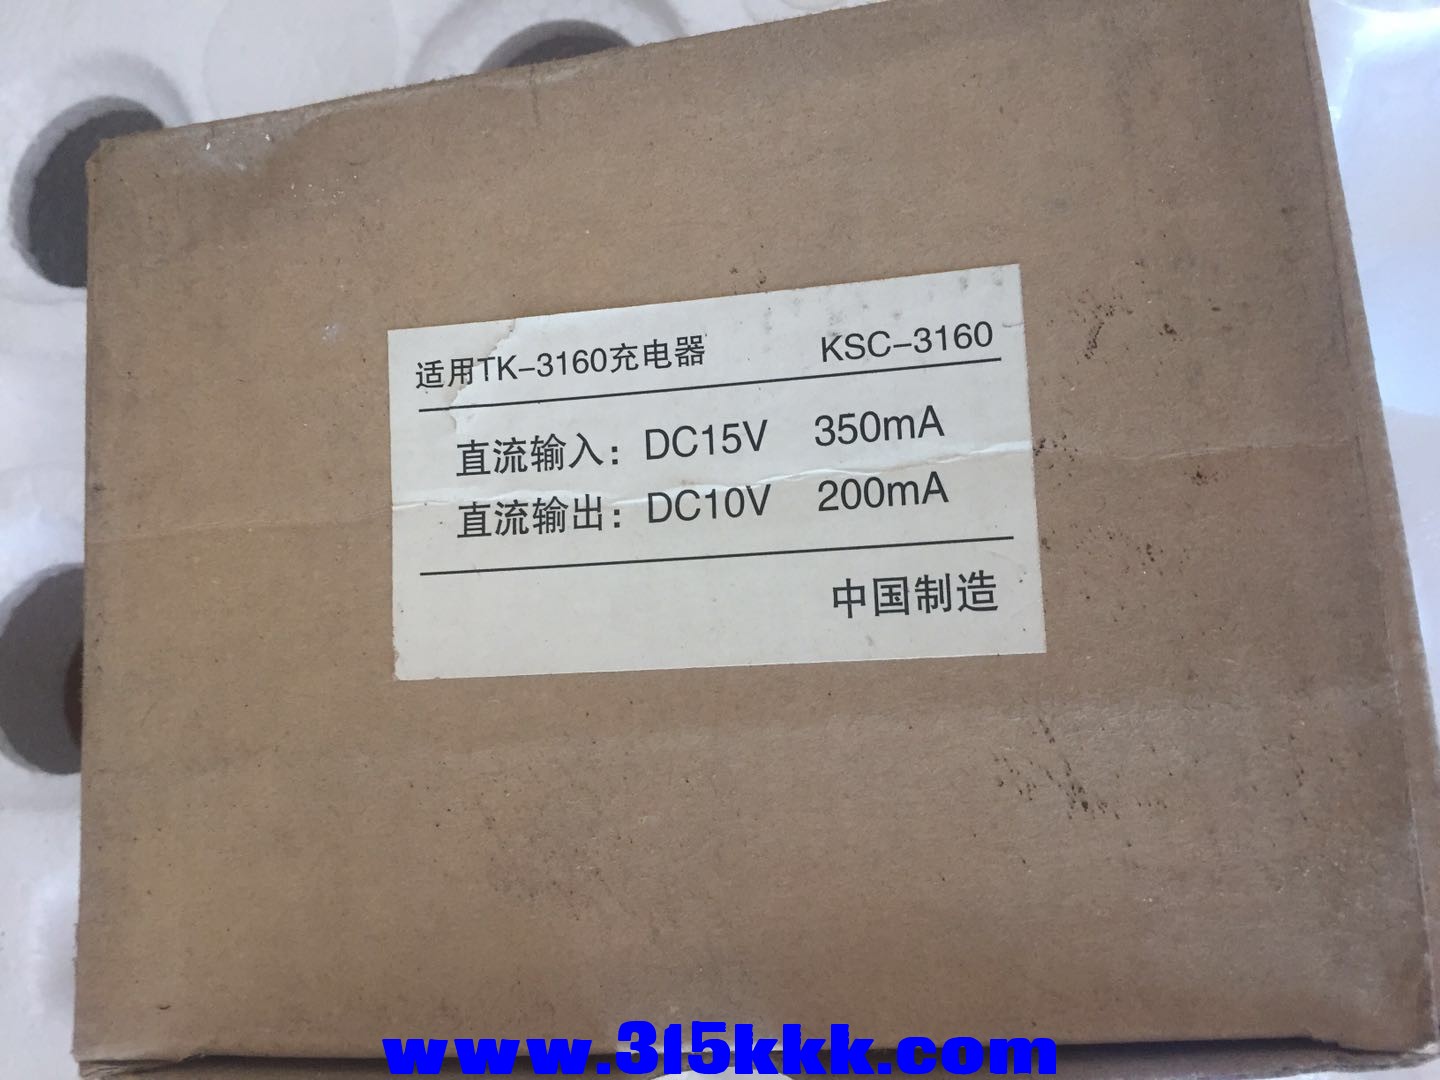 适用TK-3160充电器 KSC-3160
直流输入: DC15V 350mA
直流输出: DC10V 200mA
中国制造
www.315kkk.com